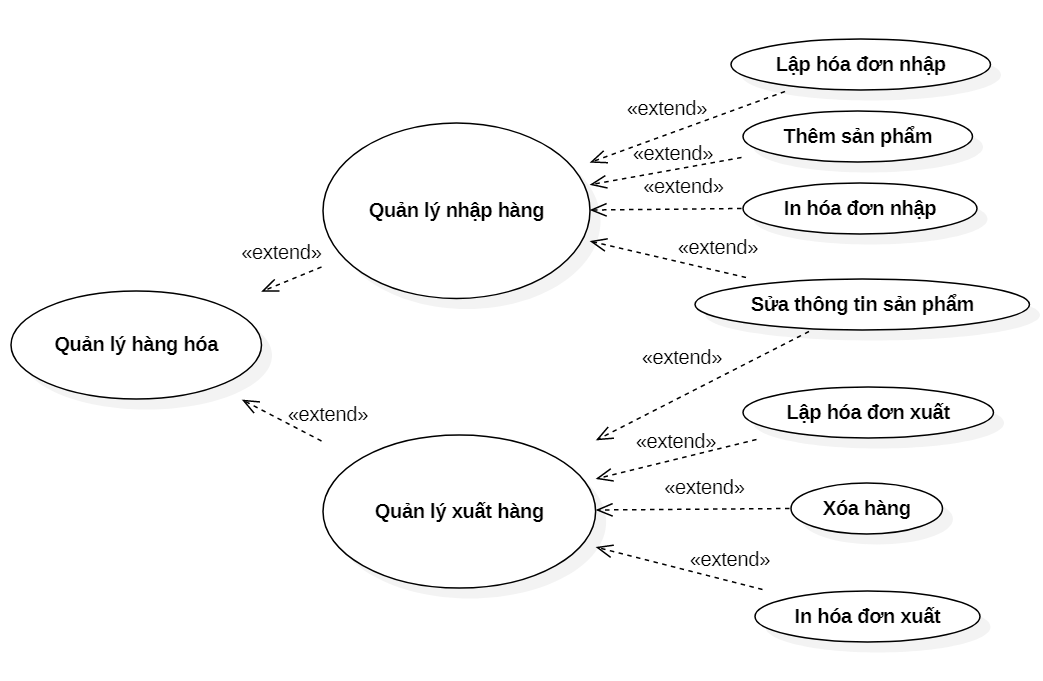 Lập hóa đơn nhập
«extend»
Thêm sản phẩm
«extend»
«extend»
In hóa đơn nhập
Quản lý nhập hàng
«extend»
«extend»
Sửa thông tin sản phẩm
Quản lý hàng hóa
«extend»
«extend»
Lập hóa đơn xuất
«extend»
«extend»
Xóa hàng
Quản lý xuất hàng
«extend»
In hóa đơn xuất